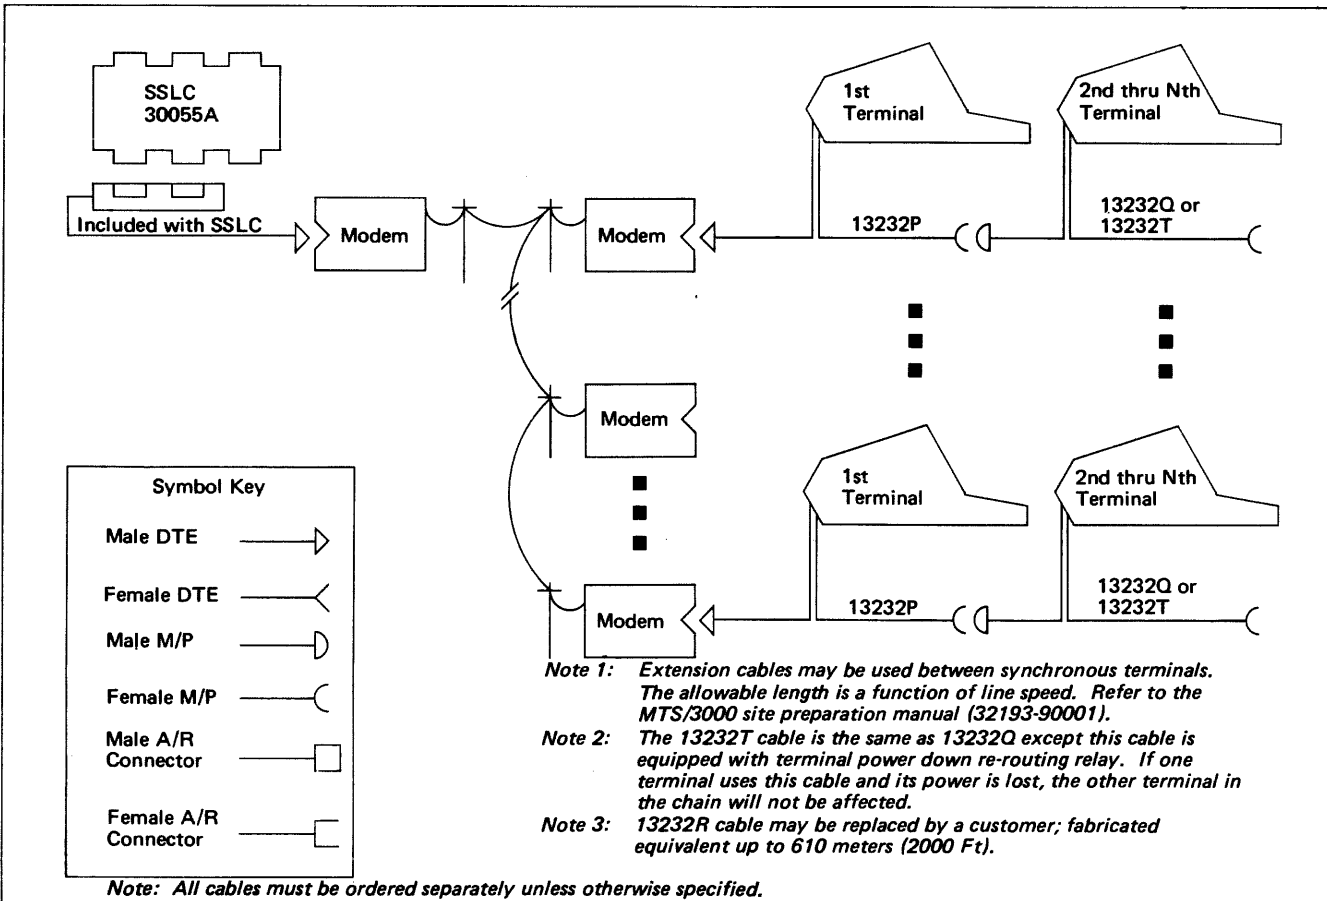 SSLC
30055A
Included with SSLC
Modem
Modem
1st
Terminal
13232P
2nd thru Nth
Terminal
13232Q or
13232T
Modem
1st
Terminal
13232P
2nd thru Nth
Terminal
13232Q or
13232T
Modem
Symbol Key
Male DTE
Female DTE
Male M/P
Female M/P
Male A/R
Connector
Female A/R
Connector
Note 1: Extension cables may be used between synchronous terminals.
The allowable length is a function of line speed. Refer to the
MTS/3000 site preparation manual (32193-90001).
Note 2: The 13232T cable is the same as 13232Q except this cable is
equipped with terminal power down re-routing relay. If one
terminal uses this cable and its power is lost, the other terminal in
the chain will not be affected.
Note 3: 13232R cable may be replaced by a customer; fabricated
equivalent up to 610 meters (2000 Ft).
Note: All cables must be ordered separately unless otherwise specified.